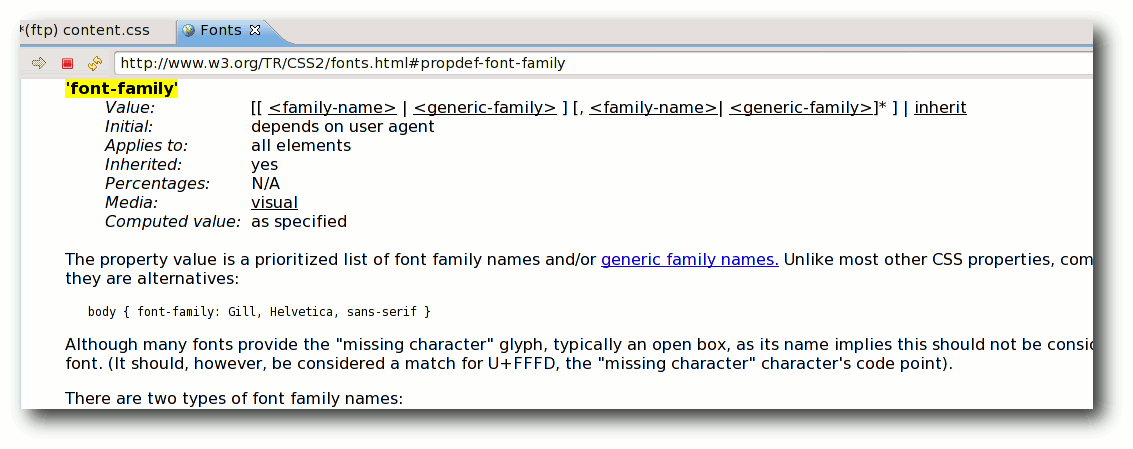 *(ftp) content.css Fonts
http://www.w3.org/TR/CSS2/fonts.html#propdef-font-family
'font-family'
Value: [[ <family-name> | <generic-family> ] [, <family-name>| <generic-family>]* ] | inherit
Initial: depends on user agent
Applies to: all elements
Inherited: yes
Percentages: N/A
Media: visual
Computed value: as specified
The property value is a prioritized list of font family names and/or generic family names. Unlike most other CSS properties, com
they are alternatives:
body { font-family: Gill, Helvetica, sans-serif }
Although many fonts provide the "missing character" glyph, typically an open box, as its name implies this should not be consid
font. (It should, however, be considered a match for U+FFFD, the "missing character" character's code point).
There are two types of font family names: